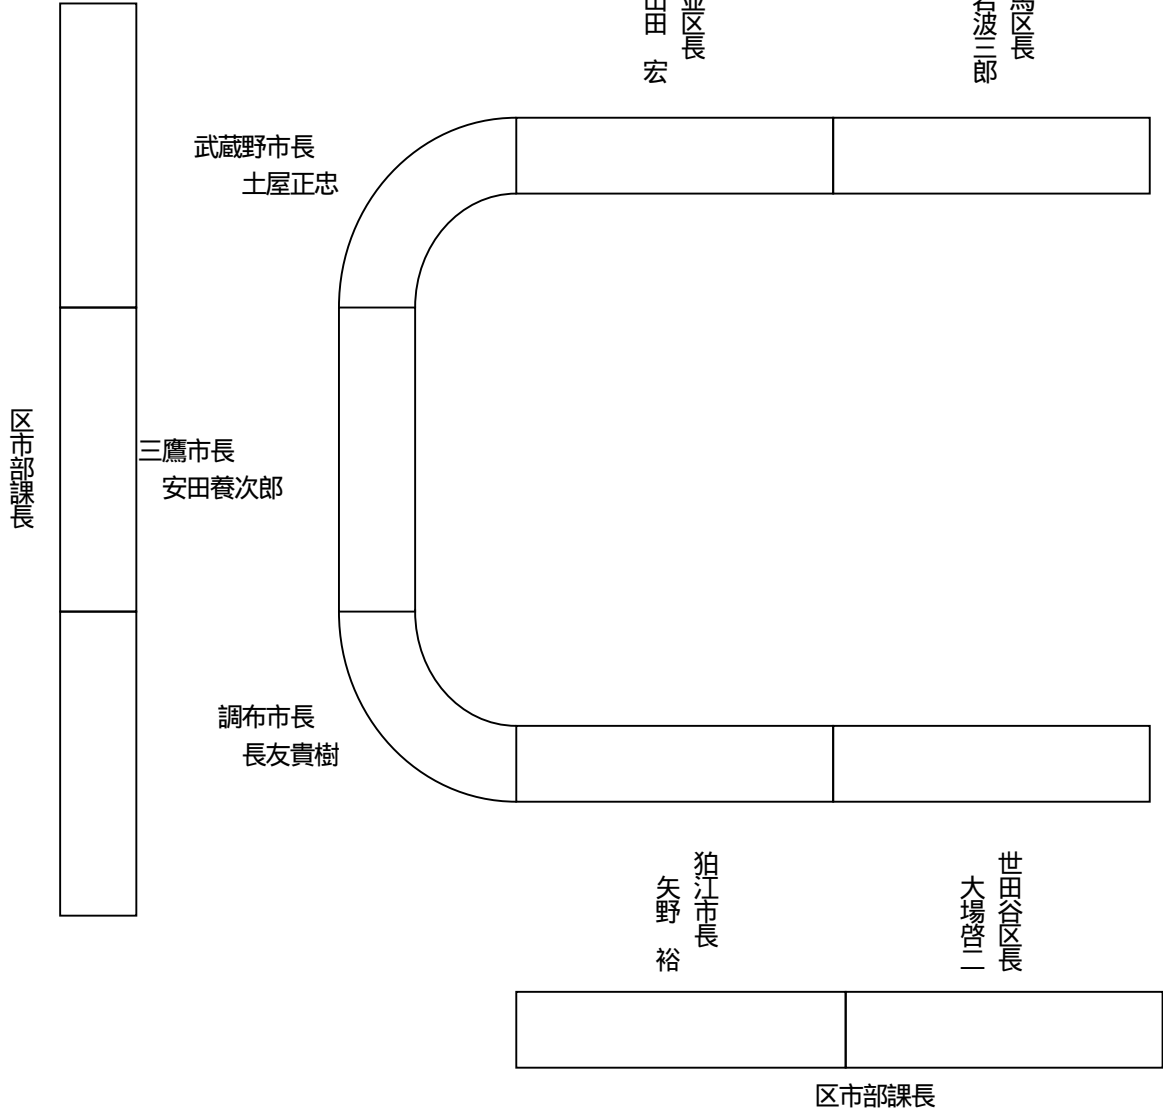 区長
田 宏
区長
波三郎
武蔵野市長
土屋正忠
三鷹市長
安田養次郎
区市部課長
調布市長
長友貴樹
狛江市長
矢野 裕
世田谷区長
大場啓二
区市部課長